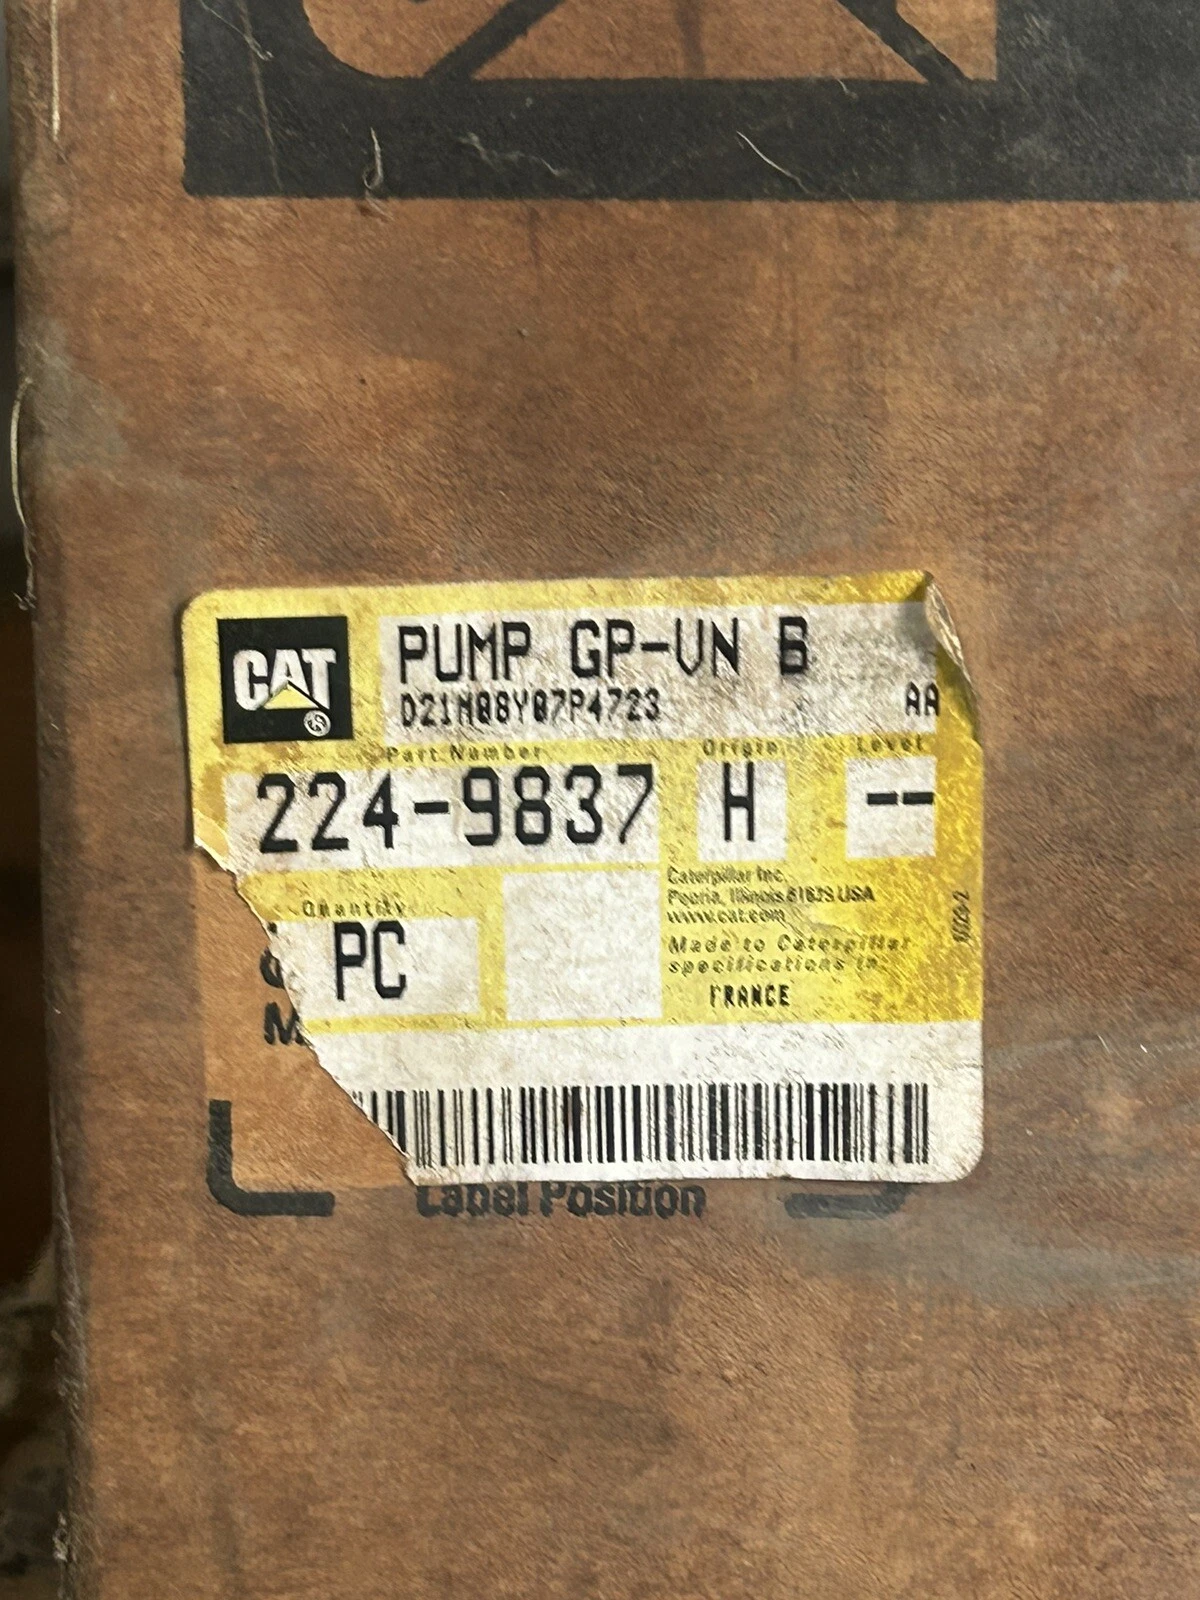 CAT
PUMP GP-VN B
D21M08Y07P4723 AA
Part Number Origin Level
224-9837 H --
Quantity
PC
Caterpillar Inc.
Peoria, Illinois 61629 USA
www.cat.com
Made to Caterpillar
specifications in:
FRANCE
Label Position